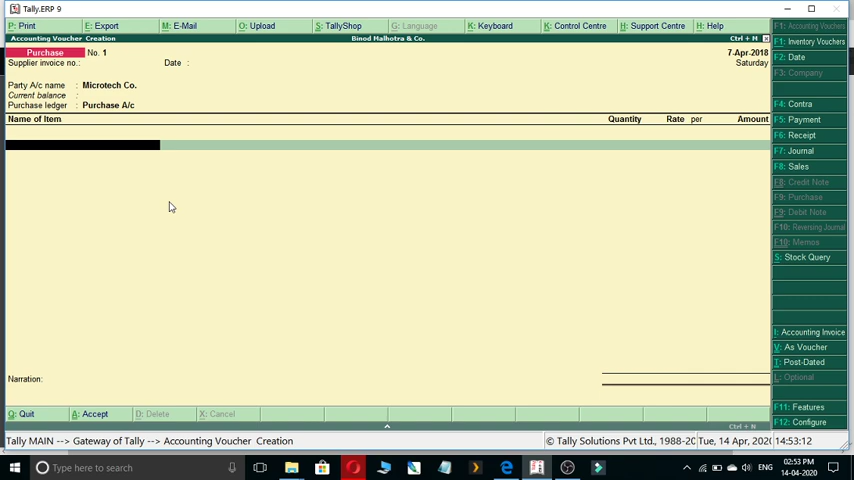 Tally.ERP 9
P: Print E: Export M: E-Mail O: Upload S: TallyShop G: Language K: Keyboard K: Control Centre H: Support Centre H: Help
F1: Accounting Vouchers
Accounting Voucher Creation Binod Malhotra & Co. Ctrl + M
F1: Inventory Vouchers
Purchase No. 1 7-Apr-2018
F2: Date
Supplier invoice no.: Date : Saturday
F3: Company
Party A/c name : Microtech Co.
Current balance :
Purchase ledger : Purchase A/c
F4: Contra
Name of Item Quantity Rate per Amount
F5: Payment
F6: Receipt
F7: Journal
F8: Sales
F8: Credit Note
F9: Purchase
F9: Debit Note
F10: Reversing Journal
F10: Memos
S: Stock Query
I: Accounting Invoice
V: As Voucher
T: Post-Dated
L: Optional
Narration:
F11: Features
Q: Quit A: Accept D: Delete X: Cancel
F12: Configure
Ctrl + N
Tally MAIN --> Gateway of Tally --> Accounting Voucher Creation © Tally Solutions Pvt Ltd., 1988-20 Tue, 14 Apr, 2020 14:53:12
Type here to search ENG 02:53 PM
14-04-2020